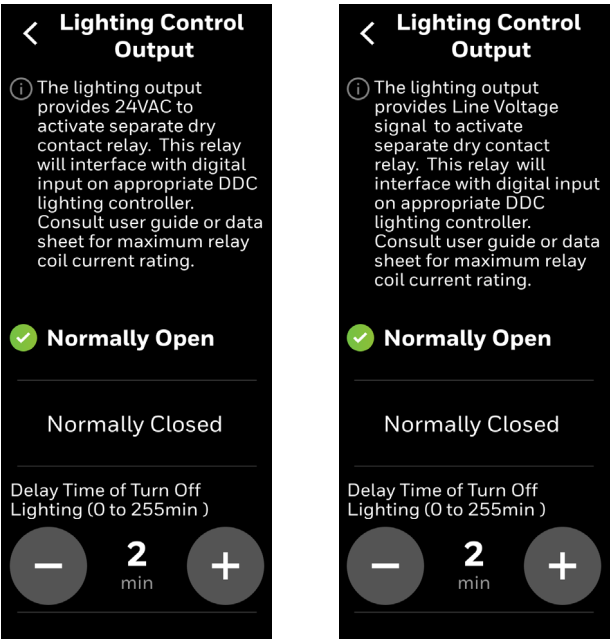 Lighting Control
Output
The lighting output
provides 24VAC to
activate separate dry
contact relay. This relay
will interface with digital
input on appropriate DDC
lighting controller.
Consult user guide or data
sheet for maximum relay
coil current rating.
Normally Open
Normally Closed
Delay Time of Turn Off
Lighting (0 to 255min )
2
min
Lighting Control
Output
The lighting output
provides Line Voltage
signal to activate
separate dry contact
relay. This relay will
interface with digital input
on appropriate DDC
lighting controller.
Consult user guide or data
sheet for maximum relay
coil current rating.
Normally Open
Normally Closed
Delay Time of Turn Off
Lighting (0 to 255min )
2
min